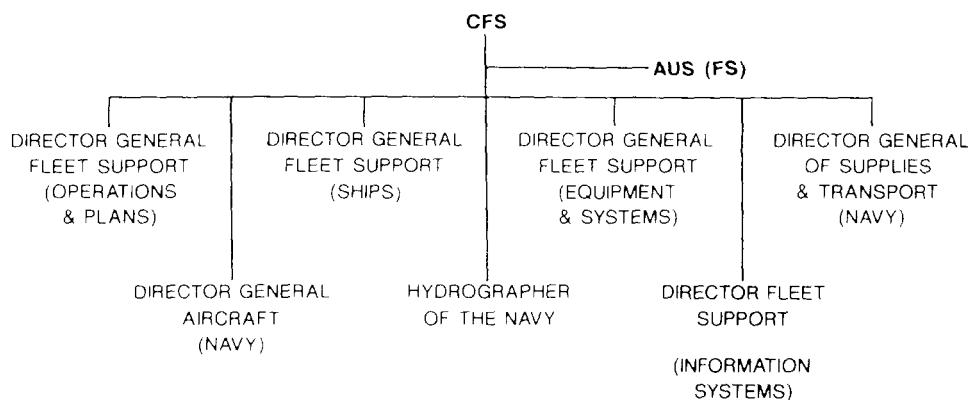 CFS
AUS (FS)
DIRECTOR GENERAL
FLEET SUPPORT
(OPERATIONS
& PLANS)
DIRECTOR GENERAL
FLEET SUPPORT
(SHIPS)
DIRECTOR GENERAL
FLEET SUPPORT
(EQUIPMENT
& SYSTEMS)
DIRECTOR GENERAL
OF SUPPLIES
& TRANSPORT
(NAVY)
DIRECTOR GENERAL
AIRCRAFT
(NAVY)
HYDROGRAPHER
OF THE NAVY
DIRECTOR FLEET
SUPPORT
(INFORMATION
SYSTEMS)